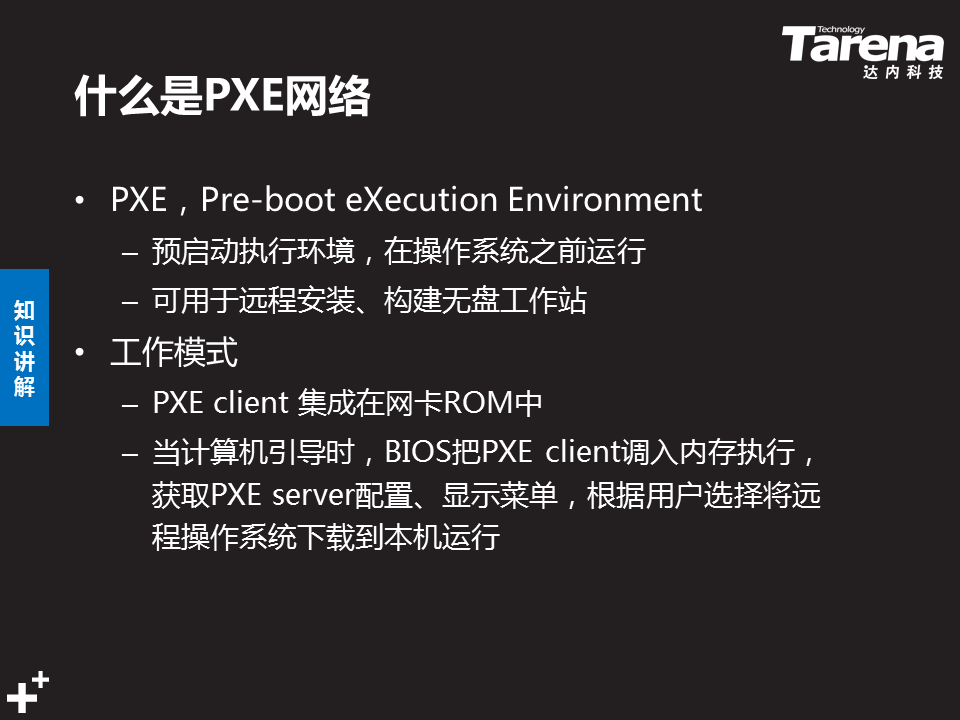 Technology
Tarena
达内科技
什么是PXE网络
• PXE，Pre-boot eXecution Environment
– 预启动执行环境，在操作系统之前运行
– 可用于远程安装、构建无盘工作站
• 工作模式
– PXE client 集成在网卡ROM中
– 当计算机引导时，BIOS把PXE client调入内存执行，
获取PXE server配置、显示菜单，根据用户选择将远
程操作系统下载到本机运行
知
识
讲
解